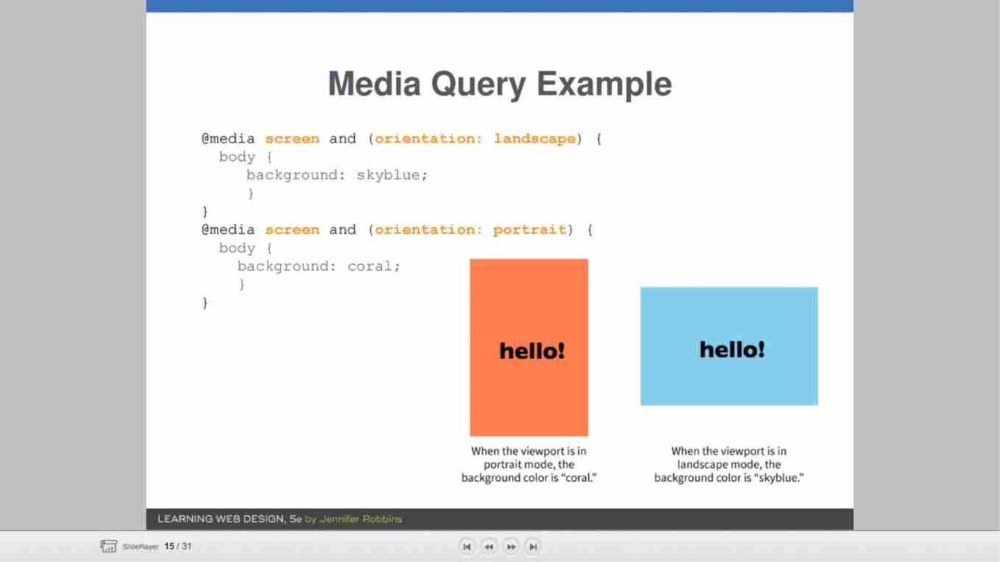 Media Query Example
@media screen and (orientation: landscape) {
body {
background: skyblue;
}
}
@media screen and (orientation: portrait) {
body {
background: coral;
}
}
hello!
hello!
When the viewport is in
portrait mode, the
background color is “coral.”
When the viewport is in
landscape mode, the
background color is “skyblue.”
LEARNING WEB DESIGN, 5e by Jennifer Robbins
SlidePlayer 15 / 31